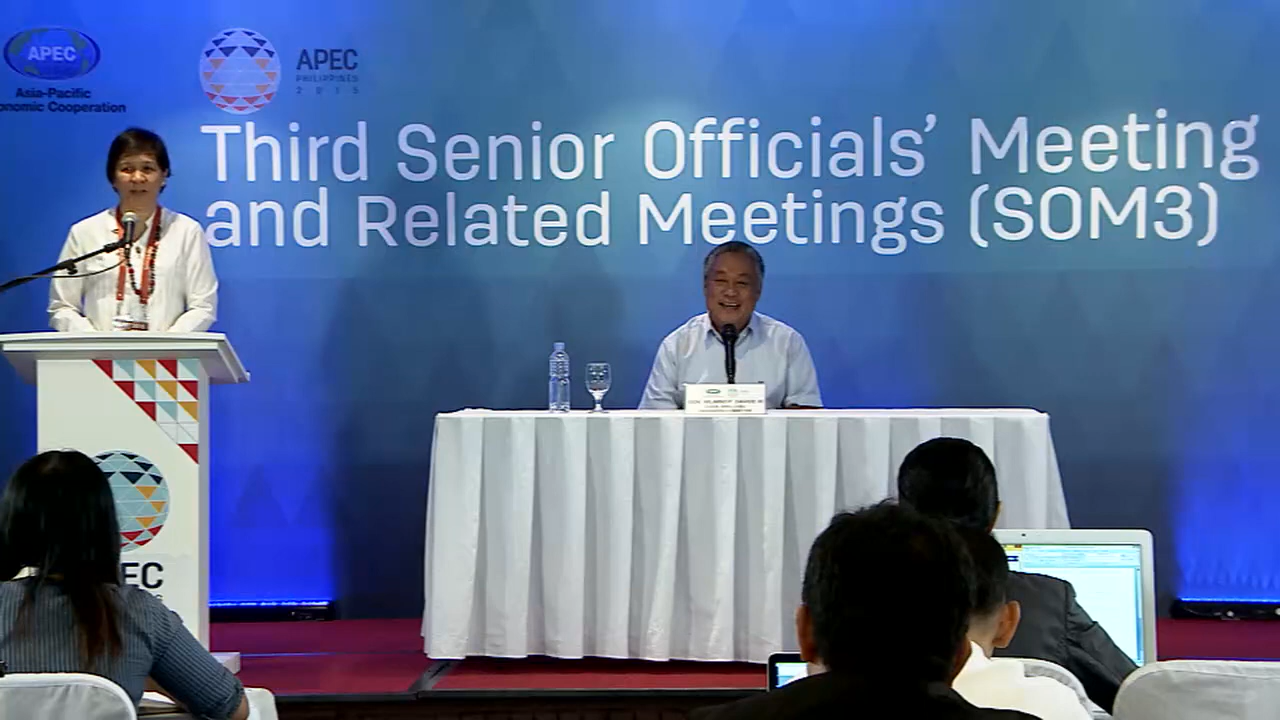 APEC
Asia-Pacific
onomic Cooperation
APEC
PHILIPPINES
2015
Third Senior Officials’ Meeting
and Related Meetings (SOM3)
EC